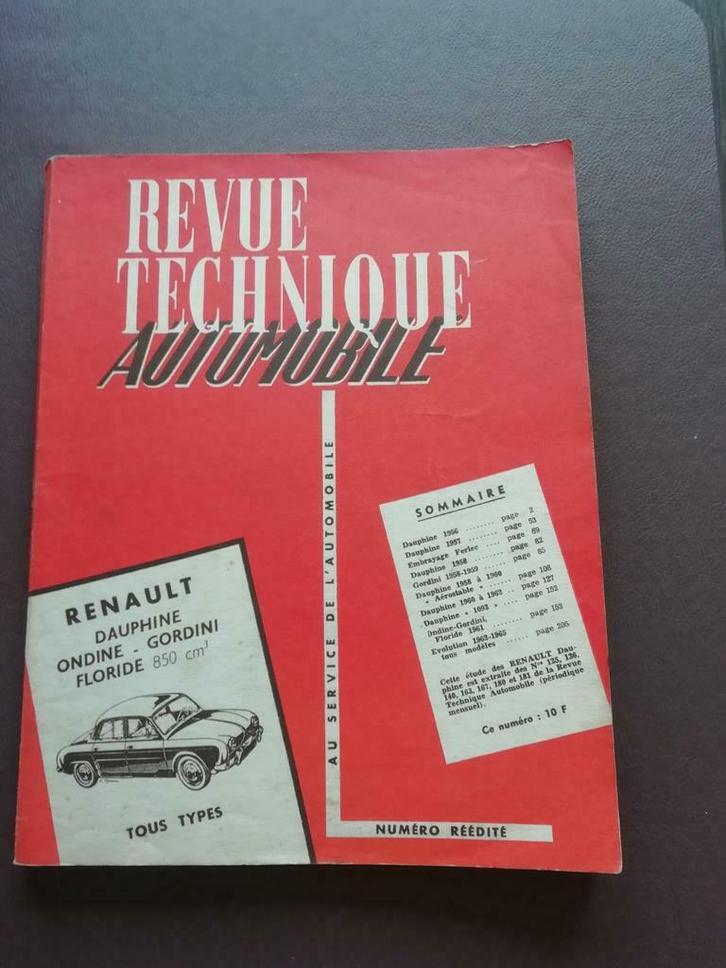 REVUE
TECHNIQUE
AUTOMOBILE
AU SERVICE DE L'AUTOMOBILE
SOMMAIRE
Dauphine 1956 ........ page 2
Dauphine 1957 ........ page 53
Embrayage Ferlec .... page 69
Dauphine 1958 ........ page 82
Gordini 1958-1959 ..... page 85
Dauphine 1958 à 1960
« Aérostable » ...... page 108
Dauphine 1960 à 1962 .. page 127
Dauphine « 1093 » .... page 152
Ondine-Gordini,
Floride 1961 ........ page 153
Evolution 1962-1965
tous modèles ...... page 205
Cette étude des RENAULT Dau-
phine est extraite des Nos 125, 136,
140, 163, 167, 180 et 181 de la Revue
Technique Automobile (périodique
mensuel).
Ce numéro : 10 F
RENAULT
DAUPHINE
ONDINE - GORDINI
FLORIDE 850 cm³
TOUS TYPES
NUMÉRO RÉÉDITÉ